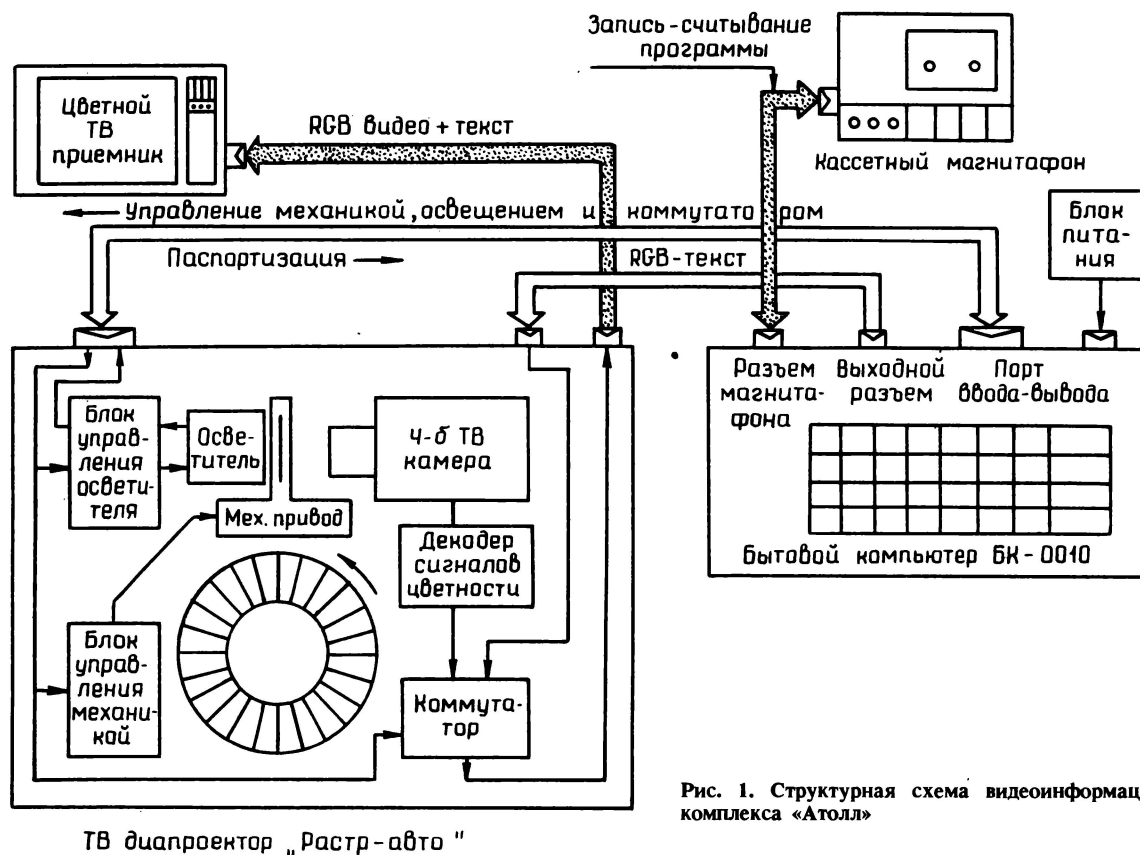 Запись-считывание
программы
Цветной
ТВ
приемник
RGB видео + текст
Кассетный магнитафон
Управление механикой, освещением и коммутатором
Блок
пита-
ния
Паспортизация
RGB-текст
Разъем
магнита-
фона
Выходной
разъем
Порт
ввода-вывода
Блок
управ-
ления
освети-
теля
Осве-
титель
Ч-б ТВ
камера
Мех. привод
Декодер
сигналов
цветности
Бытовой компьютер БК-0010
Блок
управ-
ления
механи-
кой
Коммута-
тор
Рис. 1. Структурная схема видеоинформац
комплекса «Атолл»
ТВ диапроектор „Растр-авто"